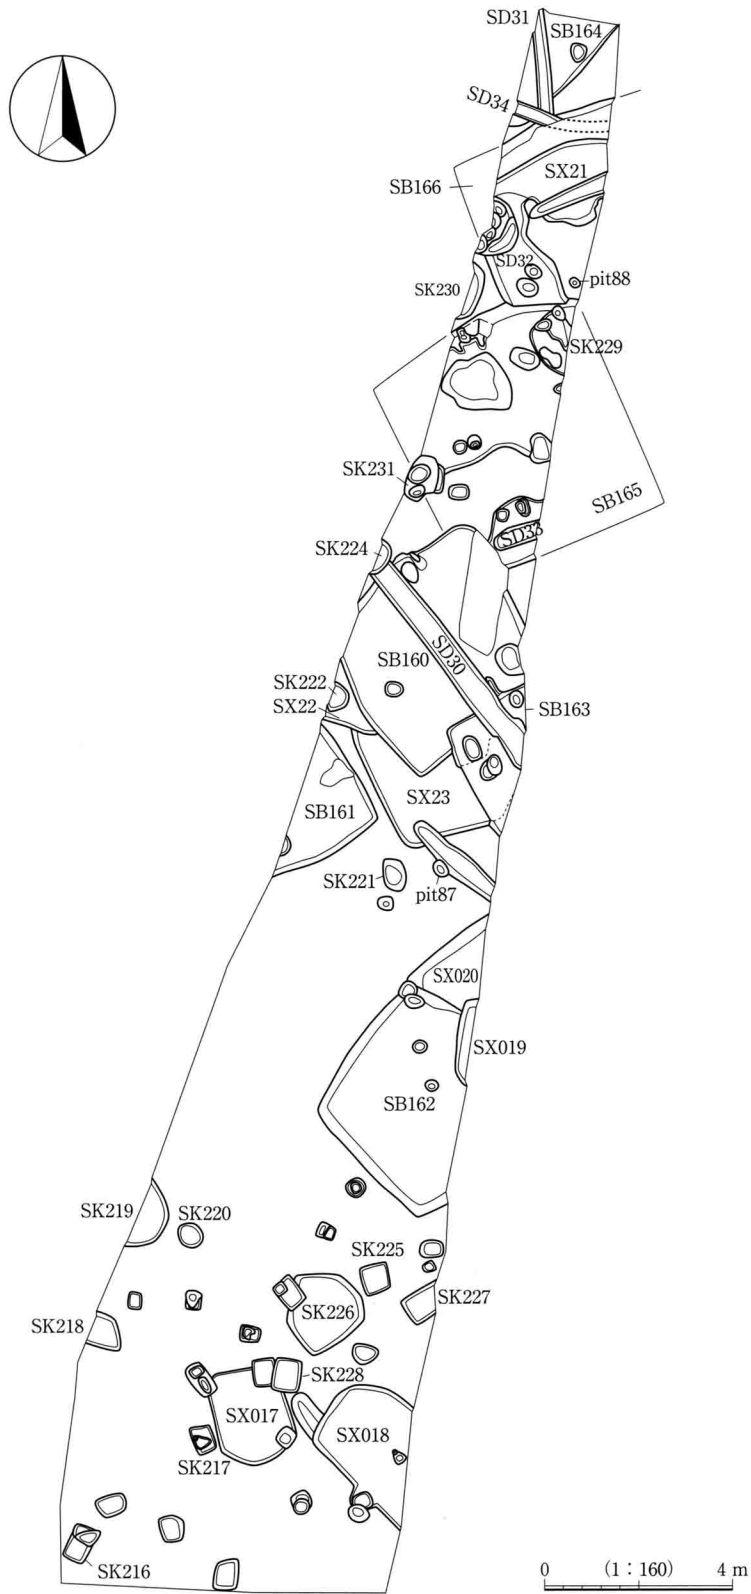 SD31
SB164
SD34
SX21
SB166
SD32
pit88
SK230
SK229
SK231
SB165
SD33
SK224
SD30
SB160
SK222
SX22
SB163
SX23
SB161
SK221
pit87
SX020
SX019
SB162
SK219
SK220
SK225
SK227
SK226
SK218
SK228
SX017
SX018
SK217
SK216
0 (1：160) 4 m